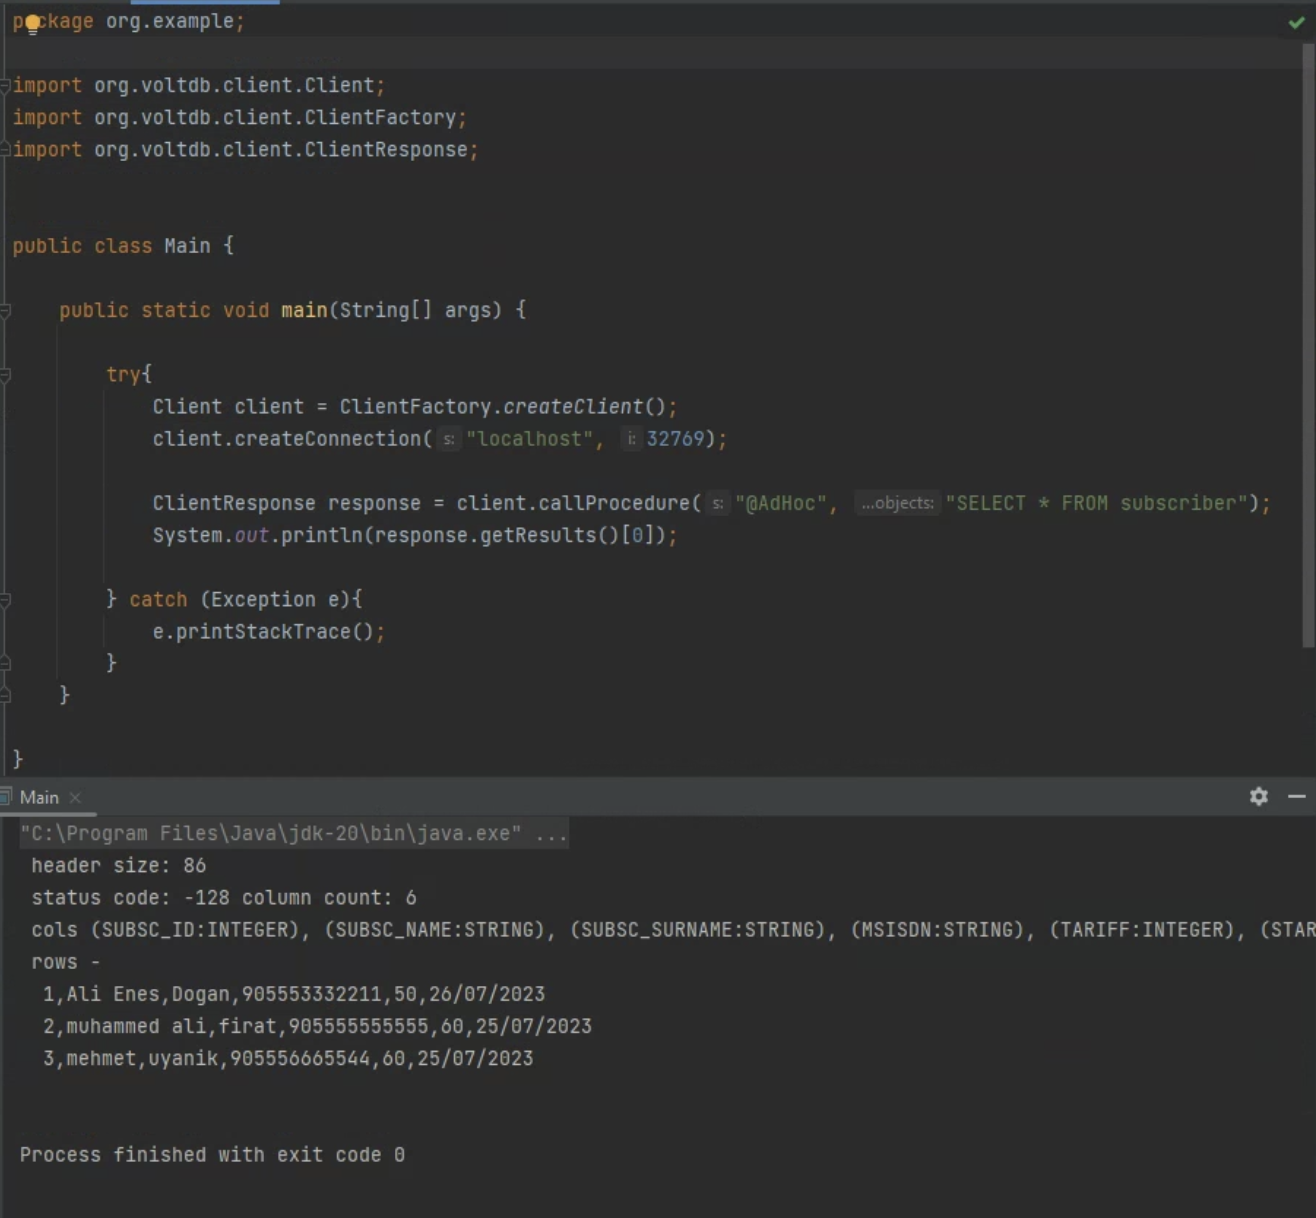 package org.example;
import org.voltdb.client.Client;
import org.voltdb.client.ClientFactory;
import org.voltdb.client.ClientResponse;
public class Main {
public static void main(String[] args) {
try{
Client client = ClientFactory.createClient();
client.createConnection( s: "localhost", i: 32769);
ClientResponse response = client.callProcedure( s: "@AdHoc", ...objects: "SELECT * FROM subscriber");
System.out.println(response.getResults()[0]);
} catch (Exception e){
e.printStackTrace();
}
}
}
Main
"C:\Program Files\Java\jdk-20\bin\java.exe" ...
header size: 86
status code: -128 column count: 6
cols (SUBSC_ID:INTEGER), (SUBSC_NAME:STRING), (SUBSC_SURNAME:STRING), (MSISDN:STRING), (TARIFF:INTEGER), (STAR
rows -
1,Ali Enes,Dogan,905553332211,50,26/07/2023
2,muhammed ali,firat,905555555555,60,25/07/2023
3,mehmet,uyanik,905556665544,60,25/07/2023
Process finished with exit code 0